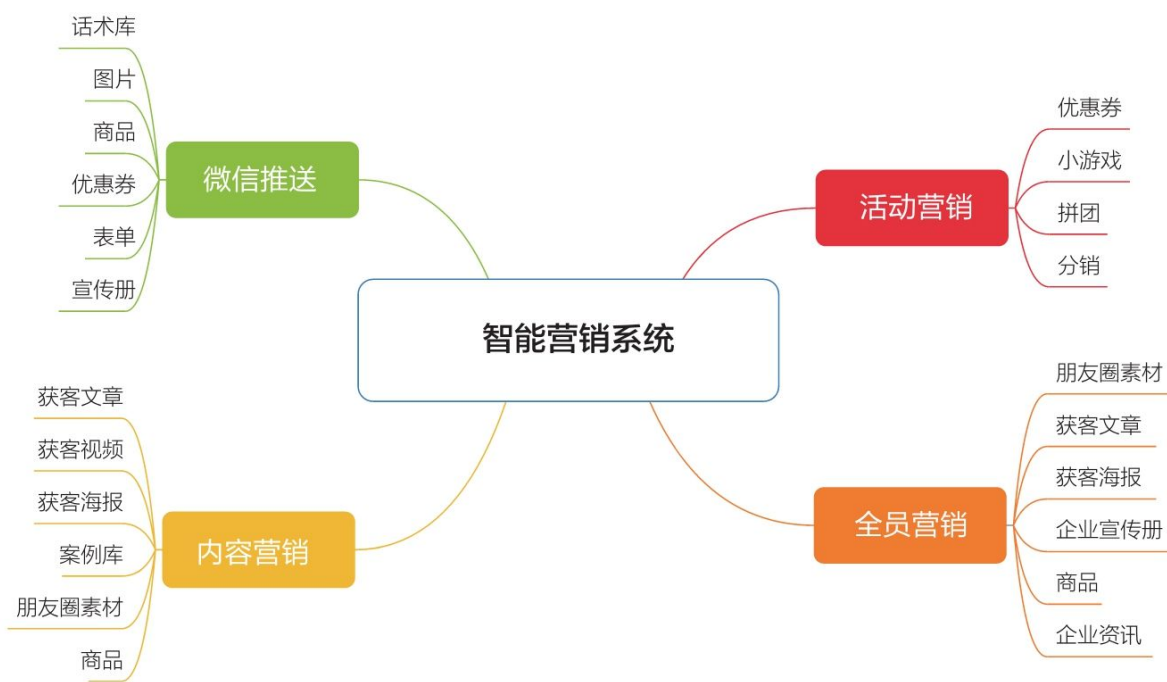 智能营销系统
微信推送
话术库
图片
商品
优惠券
表单
宣传册
内容营销
获客文章
获客视频
获客海报
案例库
朋友圈素材
商品
活动营销
优惠券
小游戏
拼团
分销
全员营销
朋友圈素材
获客文章
获客海报
企业宣传册
商品
企业资讯